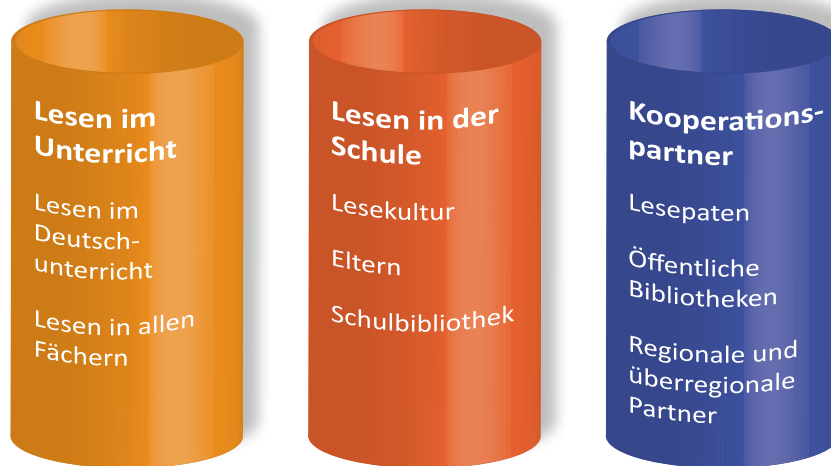 Lesen im
Unterricht
Lesen im
Deutsch-
unterricht
Lesen in allen
Fächern
Lesen in der
Schule
Lesekultur
Eltern
Schulbibliothek
Kooperations-
partner
Lesepaten
Öffentliche
Bibliotheken
Regionale und
überregionale
Partner